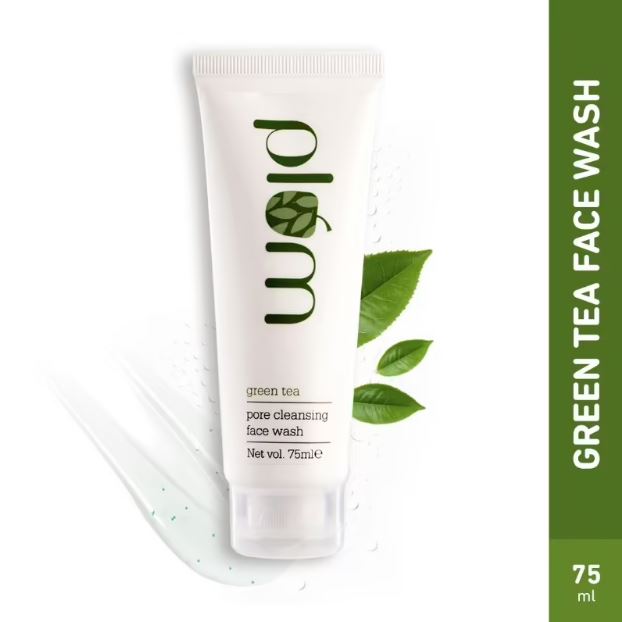 plum
green tea
pore cleansing
face wash
Net vol. 75ml℮
GREEN TEA FACE WASH
75
ml